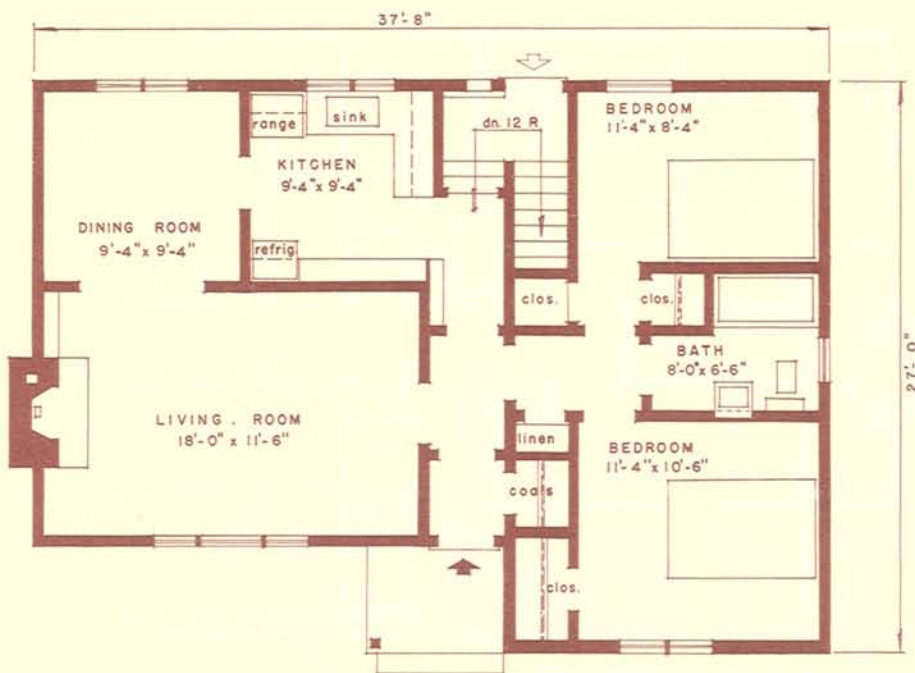 37'-8"
range
sink
dn. 12 R
BEDROOM
11'-4" x 8'-4"
KITCHEN
9'-4" x 9'-4"
DINING ROOM
9'-4" x 9'-4"
refrig.
clos.
clos.
BATH
8'-0" x 6'-6"
27'-0"
LIVING . ROOM
18'-0" x 11'-6"
linen
BEDROOM
11'-4" x 10'-6"
coats
clos.